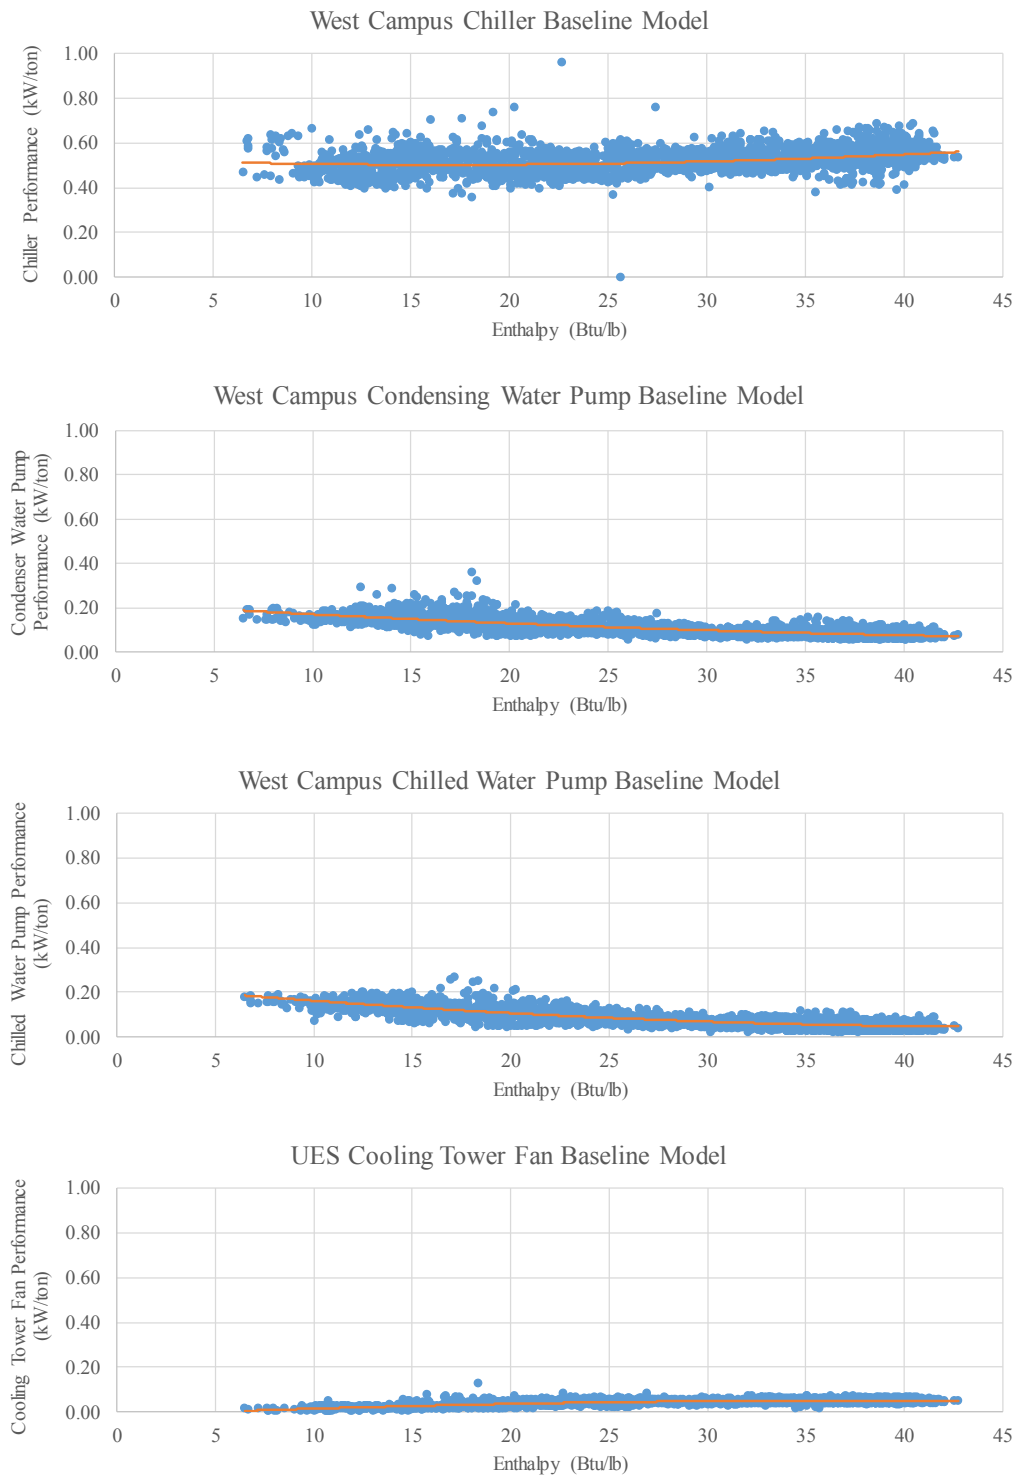 West Campus Chiller Baseline Model
Chiller Performance (kW/ton)
1.00
0.80
0.60
0.40
0.20
0.00
0 5 10 15 20 25 30 35 40 45
Enthalpy (Btu/lb)
West Campus Condensing Water Pump Baseline Model
Condenser Water Pump
Performance (kW/ton)
1.00
0.80
0.60
0.40
0.20
0.00
0 5 10 15 20 25 30 35 40 45
Enthalpy (Btu/lb)
West Campus Chilled Water Pump Baseline Model
Chilled Water Pump Performance
(kW/ton)
1.00
0.80
0.60
0.40
0.20
0.00
0 5 10 15 20 25 30 35 40 45
Enthalpy (Btu/lb)
UES Cooling Tower Fan Baseline Model
Cooling Tower Fan Performance
(kW/ton)
1.00
0.80
0.60
0.40
0.20
0.00
0 5 10 15 20 25 30 35 40 45
Enthalpy (Btu/lb)